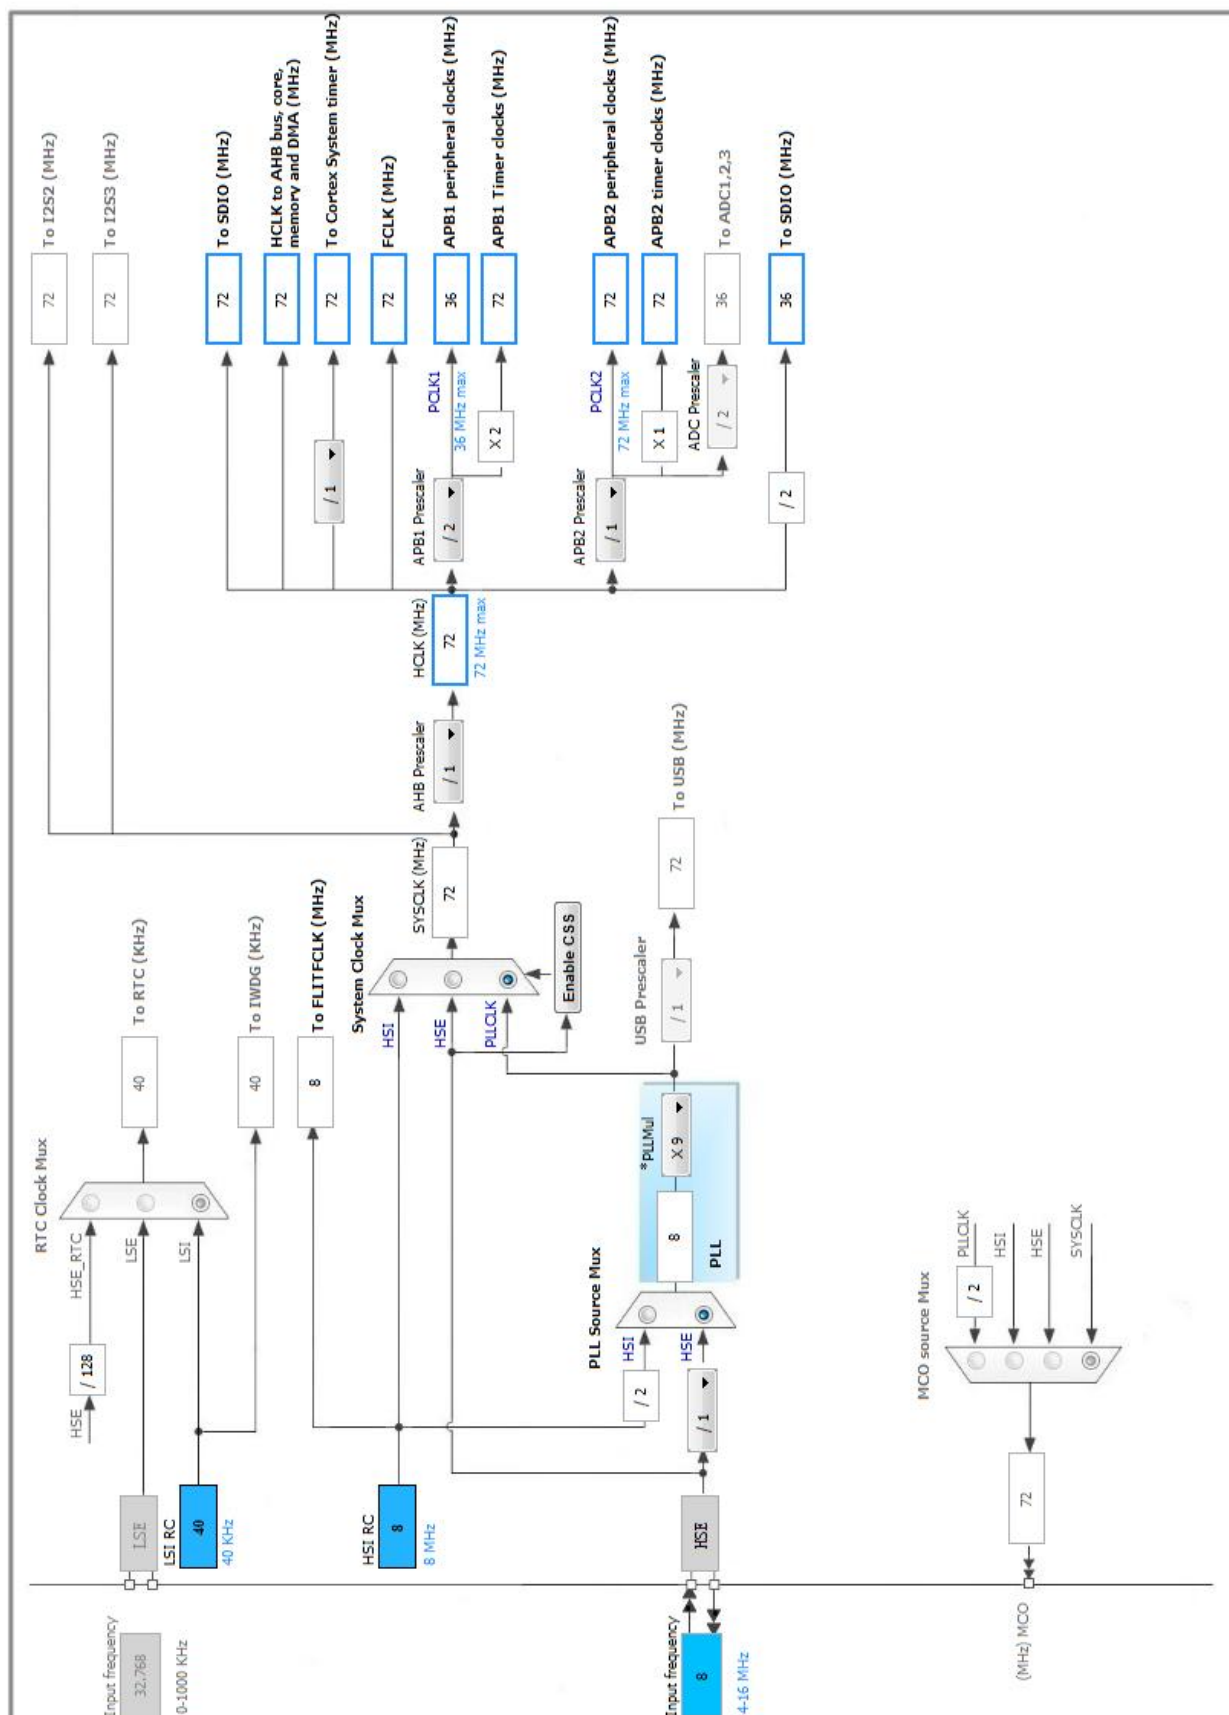 Input frequency
32.768
0-1000 KHz
LSE
LSI RC
40
40 KHz
HSE
/ 128
HSE_RTC
LSE
LSI
RTC Clock Mux
40
To RTC (KHz)
40
To IWDG (KHz)
8
To FLITFCLK (MHz)
HSI RC
8
8 MHz
Input frequency
8
4-16 MHz
HSE
/ 1
/ 2
HSI
HSE
PLL Source Mux
8
PLL
*PLLMul
X 9
USB Prescaler
/ 1
72
To USB (MHz)
System Clock Mux
HSI
HSE
PLLCLK
Enable CSS
SYSCLK (MHz)
72
AHB Prescaler
/ 1
HCLK (MHz)
72
72 MHz max
72
To I2S2 (MHz)
72
To I2S3 (MHz)
72
To SDIO (MHz)
72
HCLK to AHB bus, core,
memory and DMA (MHz)
/ 1
72
To Cortex System timer (MHz)
72
FCLK (MHz)
APB1 Prescaler
/ 2
PCLK1
36 MHz max
36
APB1 peripheral clocks (MHz)
X 2
72
APB1 Timer clocks (MHz)
APB2 Prescaler
/ 1
PCLK2
72 MHz max
72
APB2 peripheral clocks (MHz)
X 1
72
APB2 timer clocks (MHz)
ADC Prescaler
/ 2
36
To ADC1,2,3
/ 2
36
To SDIO (MHz)
MCO source Mux
/ 2
PLLCLK
HSI
HSE
SYSCLK
72
(MHz) MCO